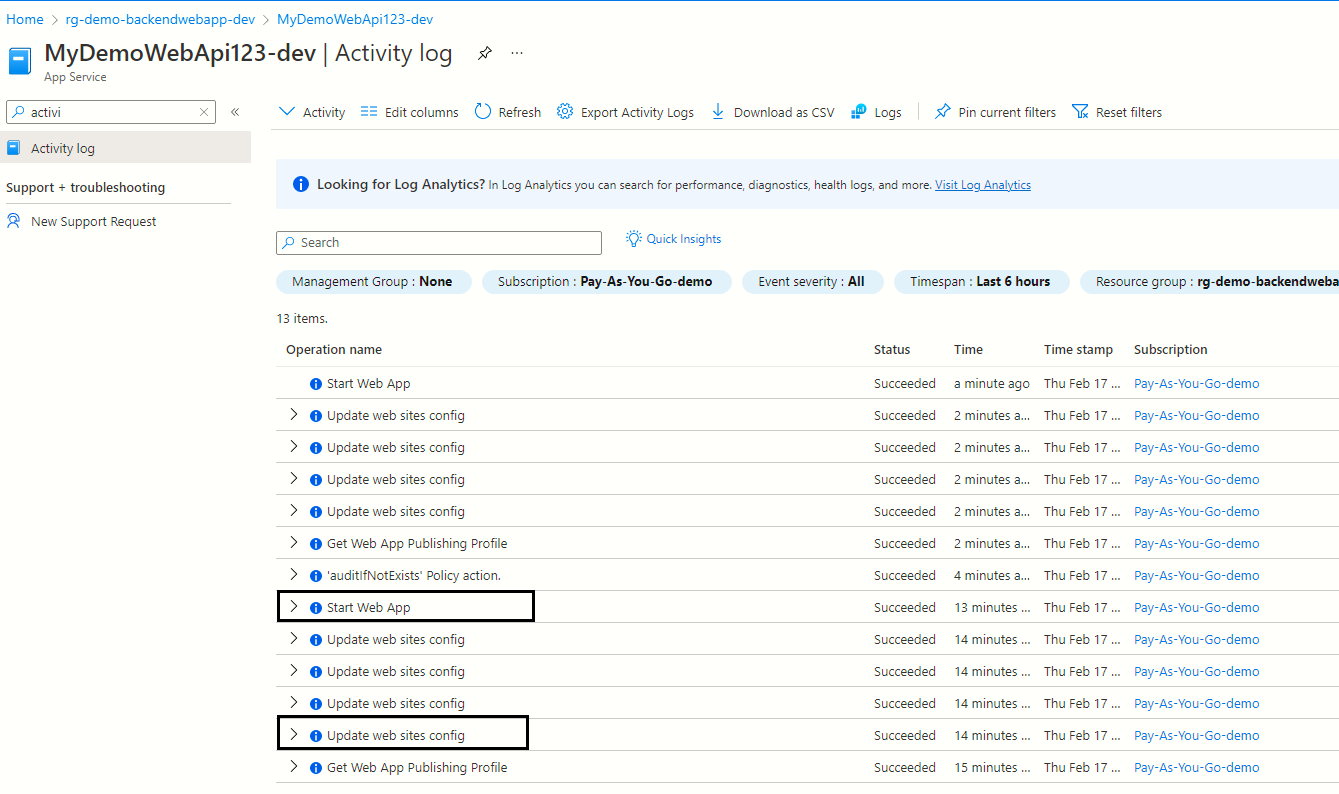 Home > rg-demo-backendwebapp-dev > MyDemoWebApi123-dev
MyDemoWebApi123-dev | Activity log ...
App Service
activi
Activity log
Support + troubleshooting
New Support Request
Activity Edit columns Refresh Export Activity Logs Download as CSV Logs Pin current filters Reset filters
Looking for Log Analytics? In Log Analytics you can search for performance, diagnostics, health logs, and more. Visit Log Analytics
Search Quick Insights
Management Group : None Subscription : Pay-As-You-Go-demo Event severity : All Timespan : Last 6 hours Resource group : rg-demo-backendweba
13 items.
Operation name Status Time Time stamp Subscription
Start Web App Succeeded a minute ago Thu Feb 17 ... Pay-As-You-Go-demo
Update web sites config Succeeded 2 minutes a... Thu Feb 17 ... Pay-As-You-Go-demo
Update web sites config Succeeded 2 minutes a... Thu Feb 17 ... Pay-As-You-Go-demo
Update web sites config Succeeded 2 minutes a... Thu Feb 17 ... Pay-As-You-Go-demo
Update web sites config Succeeded 2 minutes a... Thu Feb 17 ... Pay-As-You-Go-demo
Get Web App Publishing Profile Succeeded 2 minutes a... Thu Feb 17 ... Pay-As-You-Go-demo
'auditIfNotExists' Policy action. Succeeded 4 minutes a... Thu Feb 17 ... Pay-As-You-Go-demo
Start Web App Succeeded 13 minutes ... Thu Feb 17 ... Pay-As-You-Go-demo
Update web sites config Succeeded 14 minutes ... Thu Feb 17 ... Pay-As-You-Go-demo
Update web sites config Succeeded 14 minutes ... Thu Feb 17 ... Pay-As-You-Go-demo
Update web sites config Succeeded 14 minutes ... Thu Feb 17 ... Pay-As-You-Go-demo
Update web sites config Succeeded 14 minutes ... Thu Feb 17 ... Pay-As-You-Go-demo
Get Web App Publishing Profile Succeeded 15 minutes ... Thu Feb 17 ... Pay-As-You-Go-demo